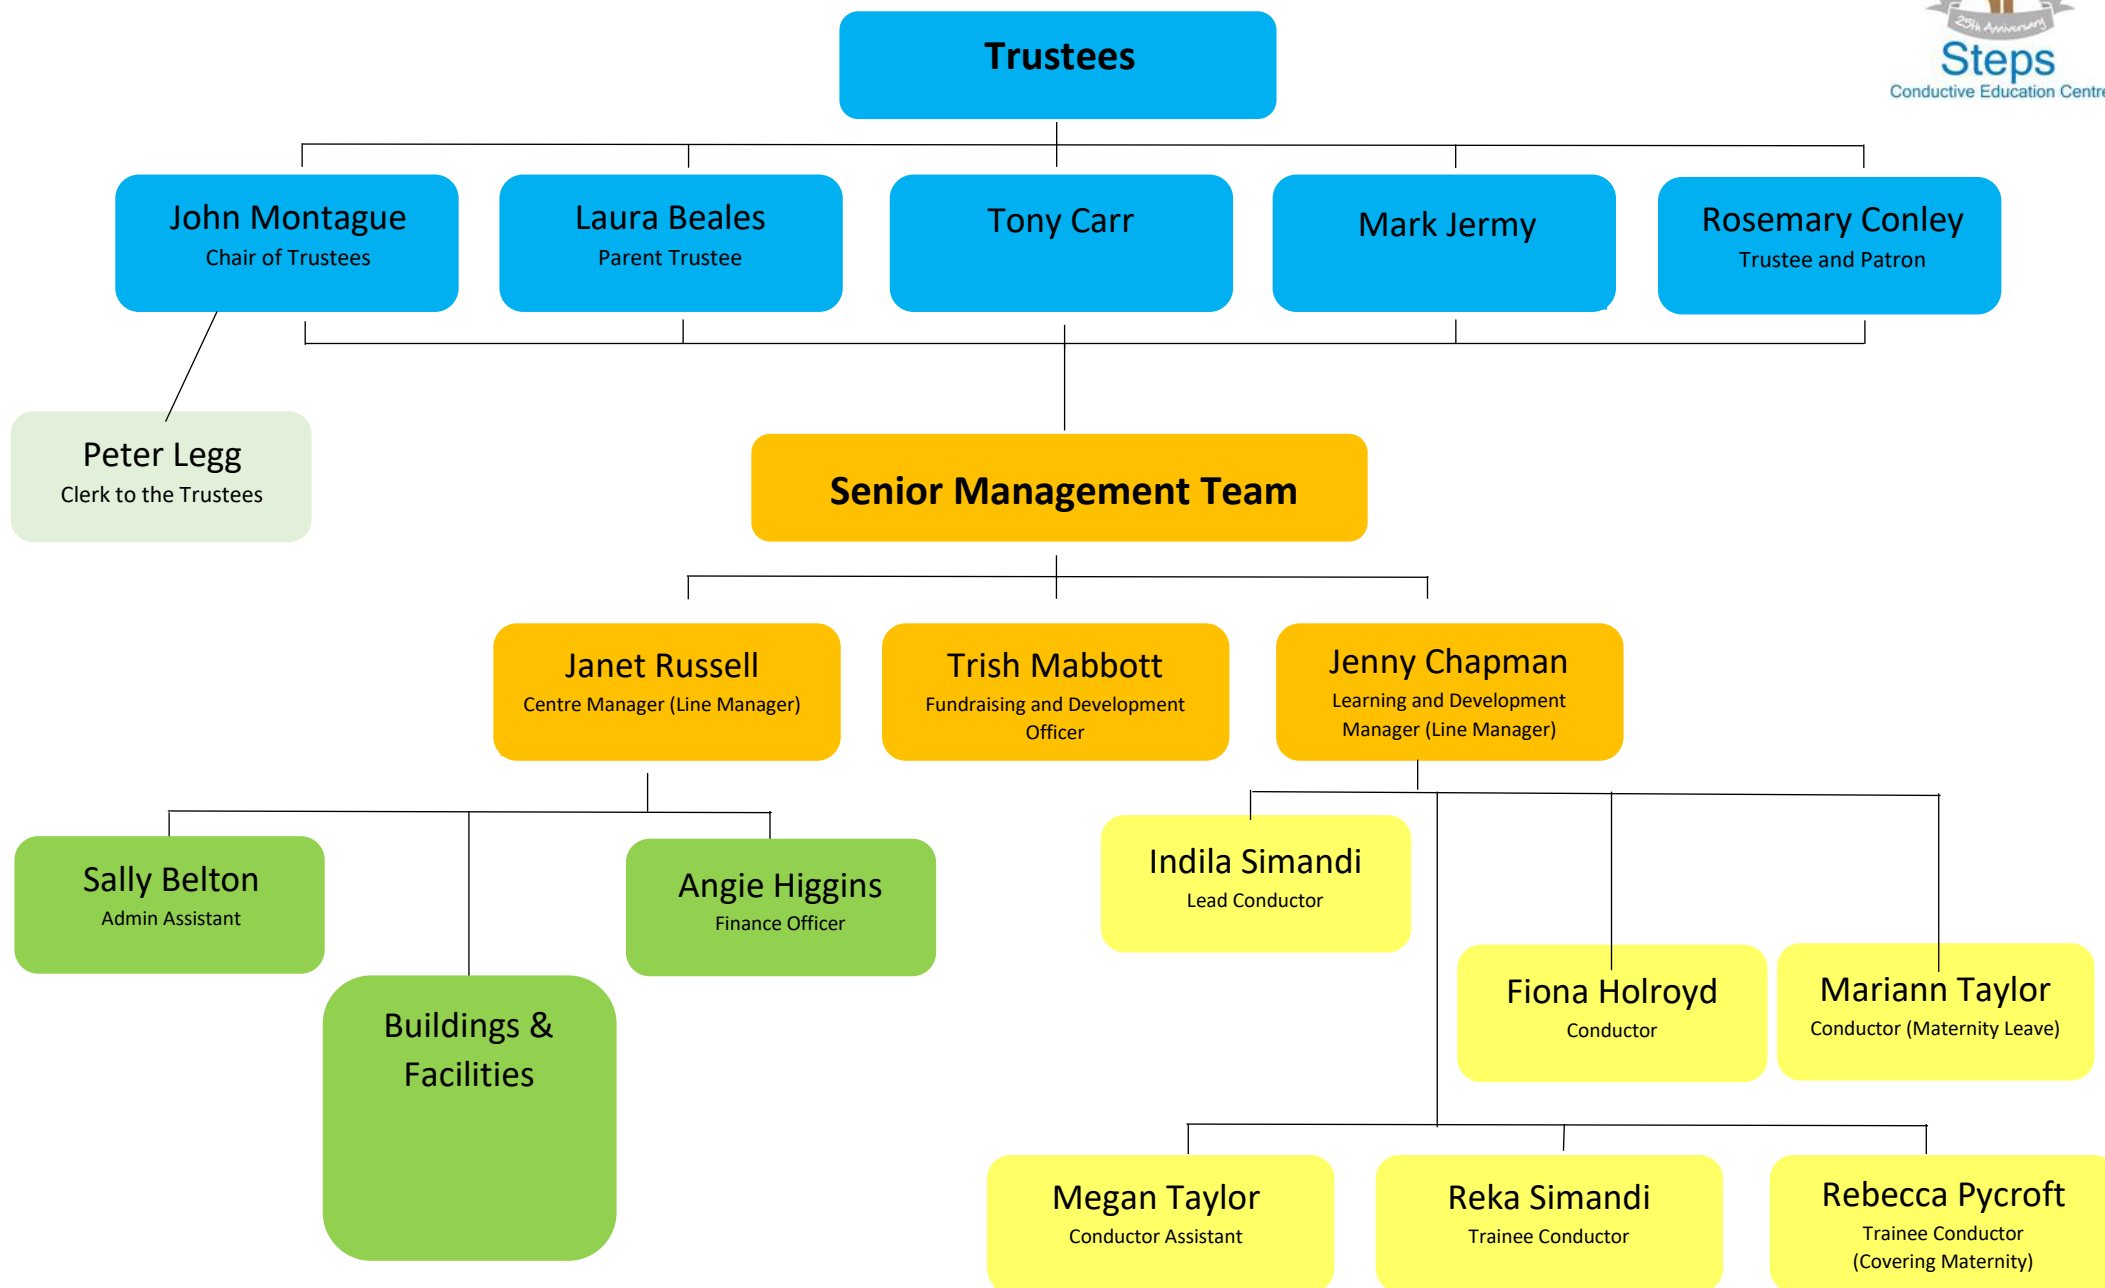 25th Anniversary
Steps
Conductive Education Centre
Trustees
John Montague
Chair of Trustees
Laura Beales
Parent Trustee
Tony Carr
Mark Jermy
Rosemary Conley
Trustee and Patron
Peter Legg
Clerk to the Trustees
Senior Management Team
Janet Russell
Centre Manager (Line Manager)
Trish Mabbott
Fundraising and Development
Officer
Jenny Chapman
Learning and Development
Manager (Line Manager)
Sally Belton
Admin Assistant
Angie Higgins
Finance Officer
Buildings &
Facilities
Indila Simandi
Lead Conductor
Fiona Holroyd
Conductor
Mariann Taylor
Conductor (Maternity Leave)
Megan Taylor
Conductor Assistant
Reka Simandi
Trainee Conductor
Rebecca Pycroft
Trainee Conductor
(Covering Maternity)